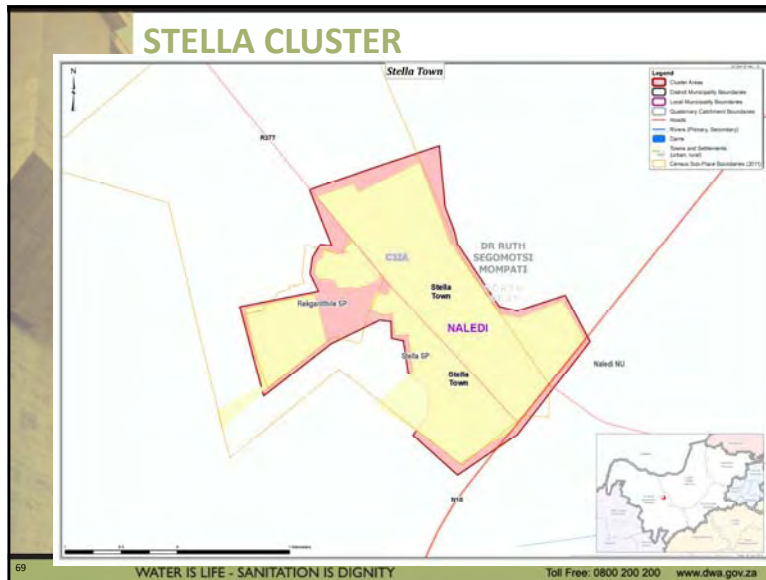 STELLA CLUSTER
Stella Town
N
Legend
Cluster Areas
District Municipality Boundaries
Local Municipality Boundaries
Quaternary Catchment Boundaries
Roads
Rivers (Primary, Secondary)
Dams
Towns and Settlements
(urban, rural)
Census Sub-Place Boundaries (2011)
R377
C32A
DR RUTH
SEGOMOTSI
MOMPATI
Stella
Town
NALEDI
Stella SP
Naledi NU
Stella
Town
N18
69
WATER IS LIFE - SANITATION IS DIGNITY
Toll Free: 0800 200 200
www.dwa.gov.za